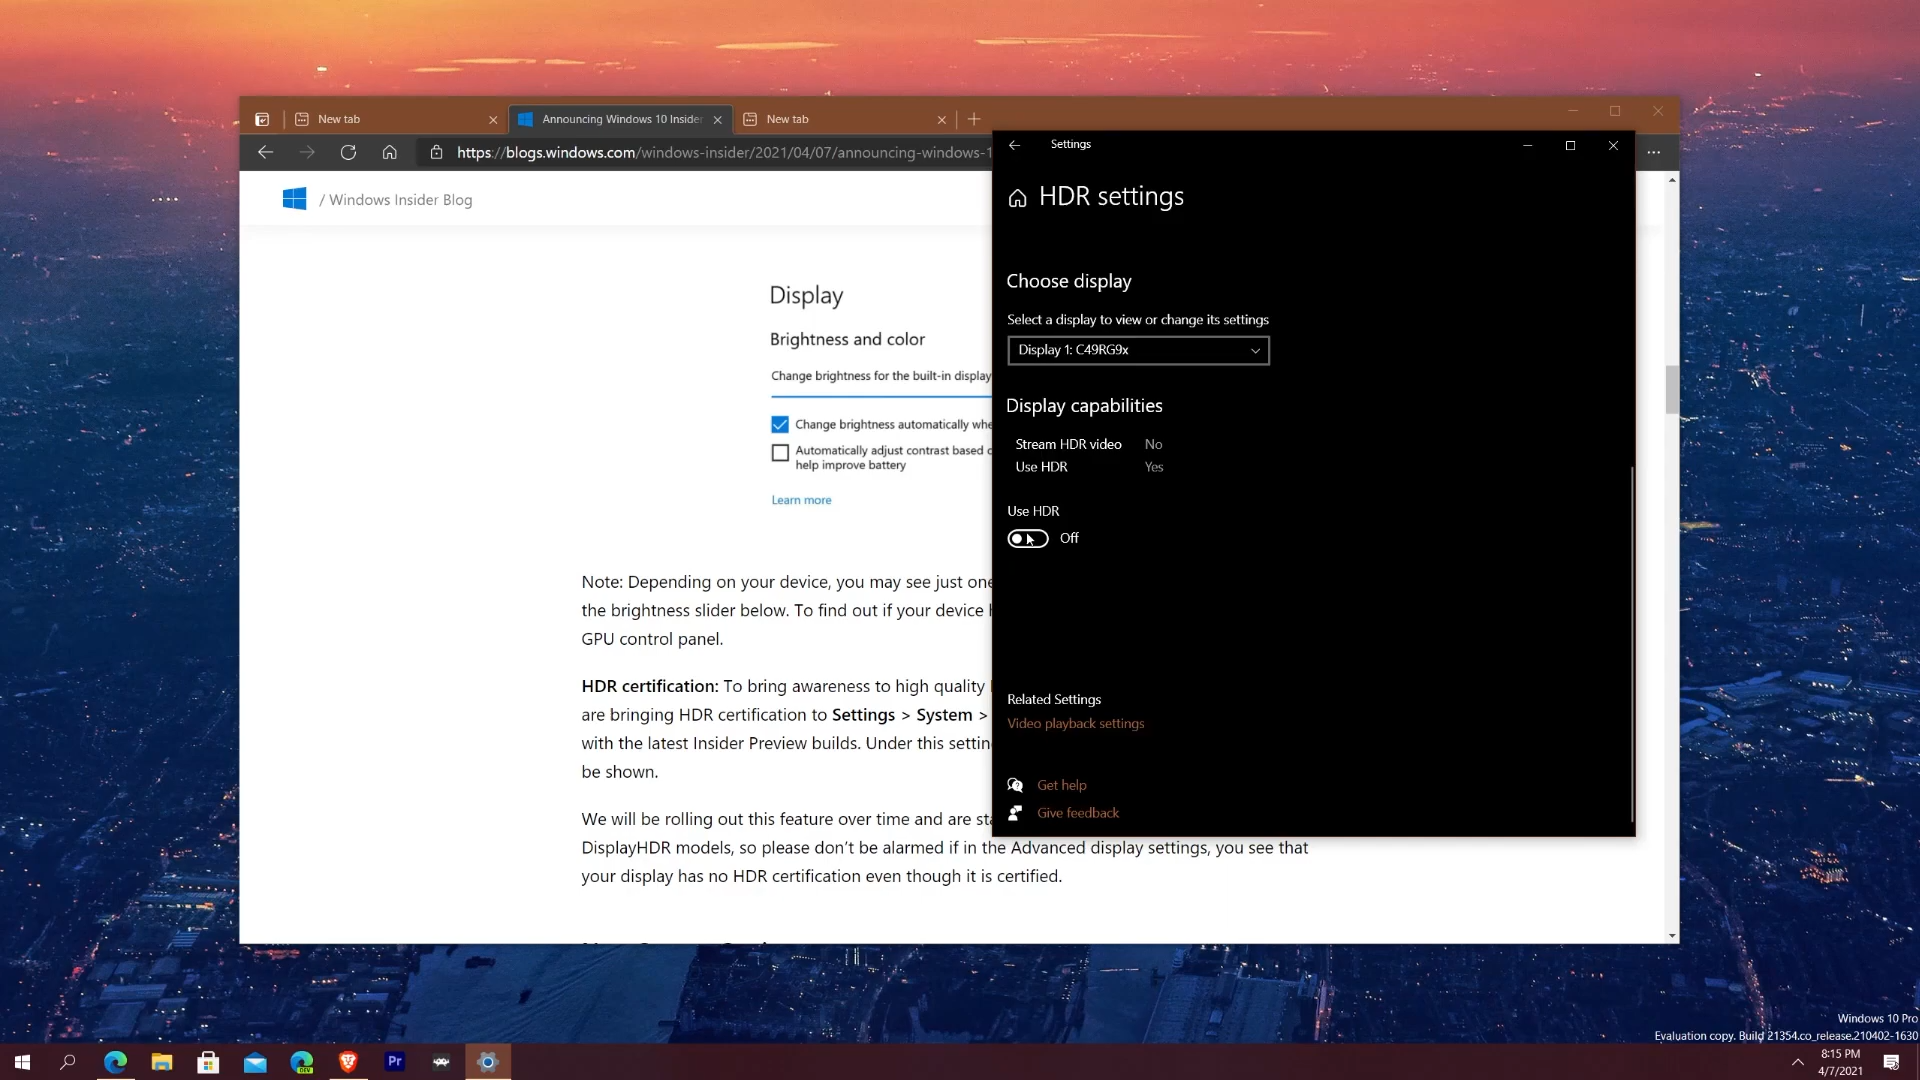 New tab
Announcing Windows 10 Insider
New tab
https://blogs.windows.com/windows-insider/2021/04/07/announcing-windows-1
/ Windows Insider Blog
Display
Brightness and color
Change brightness for the built-in display
Change brightness automatically whe
Automatically adjust contrast based
help improve battery
Learn more
Note: Depending on your device, you may see just one
the brightness slider below. To find out if your device
GPU control panel.
HDR certification: To bring awareness to high quality
are bringing HDR certification to Settings > System >
with the latest Insider Preview builds. Under this settin
be shown.
We will be rolling out this feature over time and are sta
DisplayHDR models, so please don't be alarmed if in the Advanced display settings, you see that
your display has no HDR certification even though it is certified.
Settings
HDR settings
Choose display
Select a display to view or change its settings
Display 1: C49RG9x
Display capabilities
Stream HDR video No
Use HDR Yes
Use HDR
Off
Related Settings
Video playback settings
Get help
Give feedback
Windows 10 Pro
Evaluation copy. Build 21354.co_release.210402-1630
DEV
Pr
8:15 PM
4/7/2021